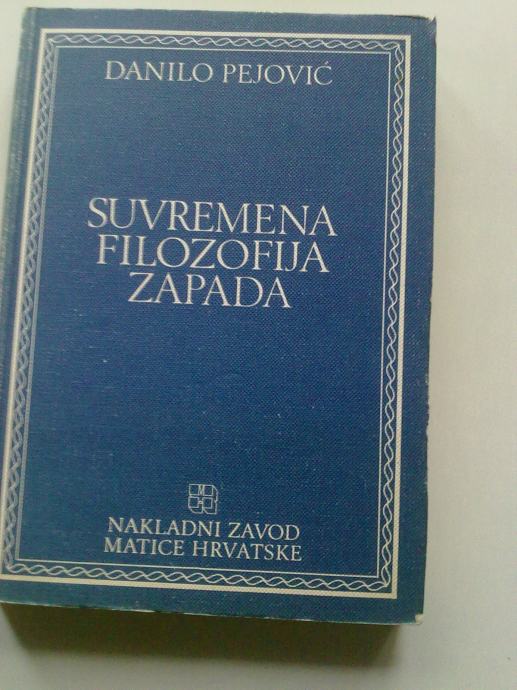 DANILO PEJOVIĆ
SUVREMENA
FILOZOFIJA
ZAPADA
NAKLADNI ZAVOD
MATICE HRVATSKE